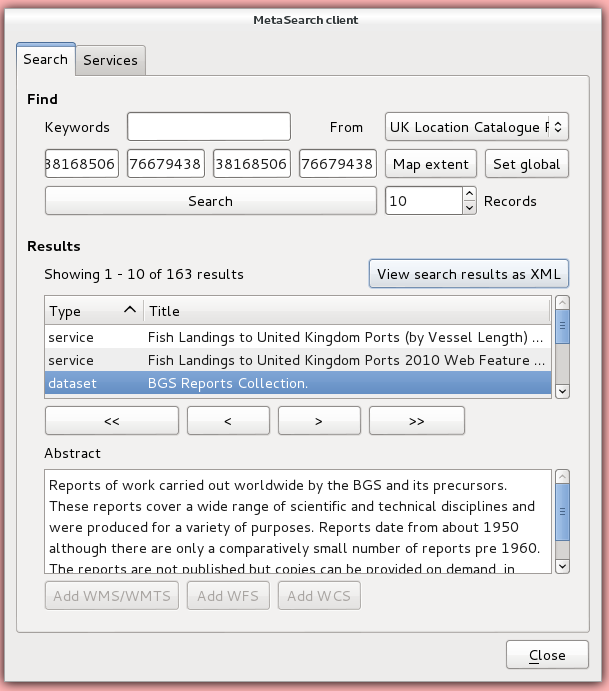 MetaSearch client
Search Services
Find
Keywords From UK Location Catalogue
38168506 76679438 38168506 76679438 Map extent Set global
Search 10 Records
Results
Showing 1 - 10 of 163 results View search results as XML
Type Title
service Fish Landings to United Kingdom Ports (by Vessel Length) ...
service Fish Landings to United Kingdom Ports 2010 Web Feature ...
dataset BGS Reports Collection.
<< < > >>
Abstract
Reports of work carried out worldwide by the BGS and its precursors.
These reports cover a wide range of scientific and technical disciplines and
were produced for a variety of purposes. Reports date from about 1950
although there are only a comparatively small number of reports pre 1960.
The reports are not published but copies can be provided on demand, in
Add WMS/WMTS Add WFS Add WCS
Close